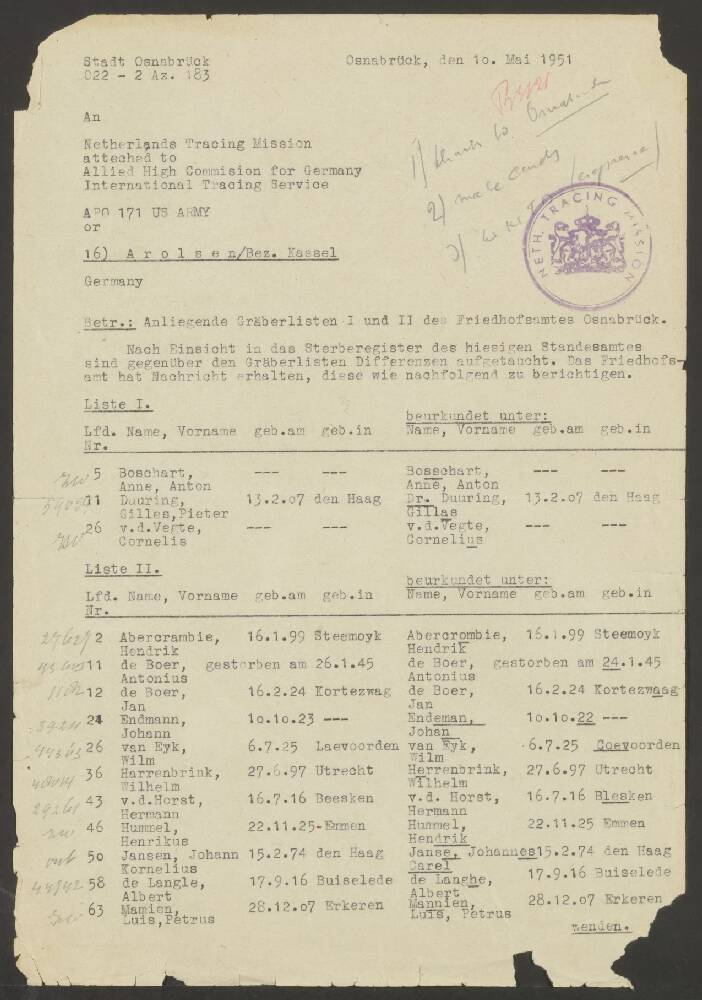 Stadt Osnabrück Osnabrück, den 10. Mai 1951
022 - 2 Az. 183
An
Netherlands Tracing Mission
atteched to
Allied High Commision for Germany
International Tracing Service
APO 171 US ARMY
or
16) A r o l s e n/Bez. Kassel
Germany
1) thanks to Osnabrück
2) make cards
3)
NETH. TRACING MISSION
Betr.: Anliegende Gräberlisten I und II des Friedhofsamtes Osnabrück.
Nach Einsicht in das Sterberegister des hiesigen Standesamtes
sind gegenüber den Gräberlisten Differenzen aufgetaucht. Das Friedhofs-
amt hat Nachricht erhalten, diese wie nachfolgend zu berichtigen.
Liste I.
beurkundet unter:
Lfd. Name, Vorname geb.am geb.in Name, Vorname geb.am geb.in
Nr.
5 Boschart, --- --- Bosschart, --- ---
Anne, Anton Anne, Anton
11 Duuring, 13.2.07 den Haag Dr. Duuring, 13.2.07 den Haag
Gilles,Pieter Gillas
26 v.d.Vegte, --- --- v.d.Vegte, --- ---
Cornelis Cornelius
Liste II.
beurkundet unter:
Lfd. Name, Vorname geb.am geb.in Name, Vorname geb.am geb.in
Nr.
2 Abercrambie, 16.1.99 Steemoyk Abercrombie, 16.1.99 Steemoyk
Hendrik Hendrik
11 de Boer, gestorben am 26.1.45 de Boer, gestorben am 24.1.45
Antonius Antonius
12 de Boer, 16.2.24 Kortezwag de Boer, 16.2.24 Kortezwaag
Jan Jan
24 Endmann, 10.10.23 --- Endeman, 10.10.22 ---
Johann Johan
26 van Eyk, 6.7.25 Laevoorden van Eyk, 6.7.25 Coevoorden
Wilm Wilm
36 Harrenbrink, 27.6.97 Utrecht Herrenbrink, 27.6.97 Utrecht
Wilhelm Wilhelm
43 v.d.Horst, 16.7.16 Beesken v.d. Horst, 16.7.16 Blesken
Hermann Hermann
46 Hummel, 22.11.25-Emmen Hummel, 22.11.25 Emmen
Henrikus Hendrik
50 Jansen, Johann 15.2.74 den Haag Janse, Johannes15.2.74 den Haag
Kornelius Carel
58 de Langle, 17.9.16 Buiselede de Langhe, 17.9.16 Buiselede
Albert Albert
63 Mamien, 28.12.07 Erkeren Mannien, 28.12.07 Erkeren
Luis,Petrus Luis, Petrus
wenden.